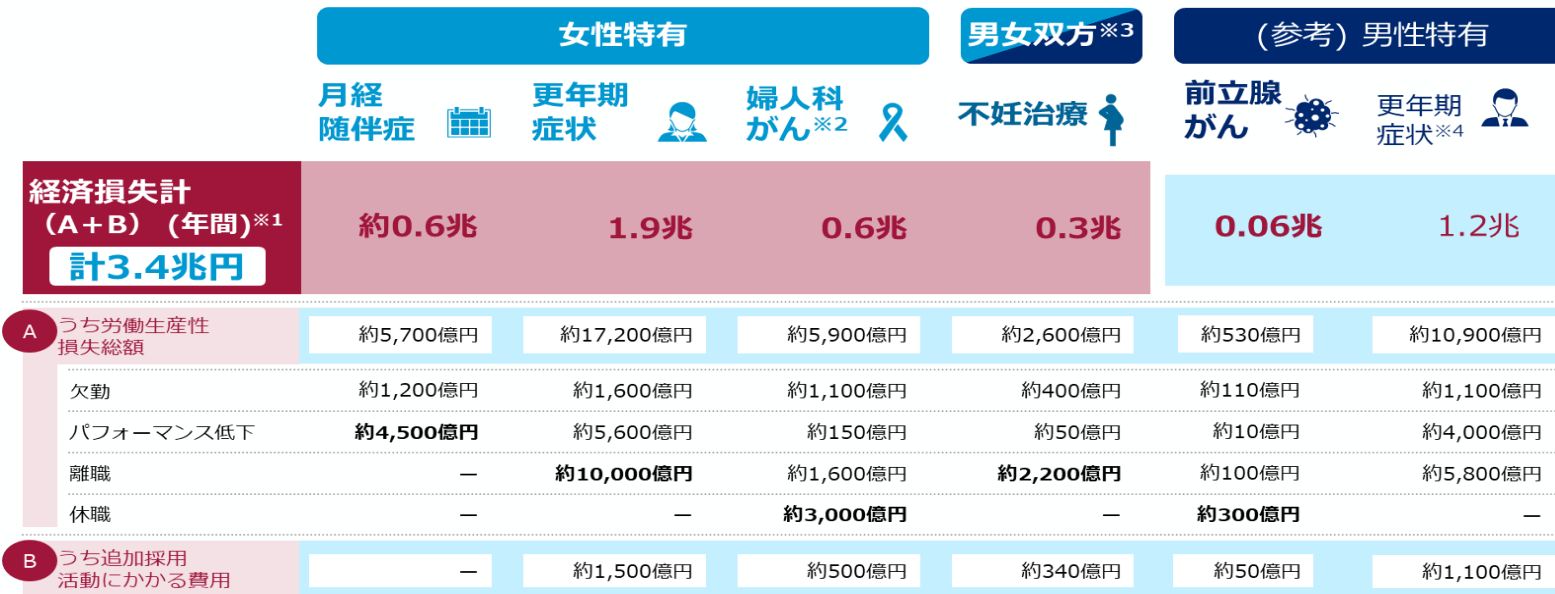 女性特有
男女双方※3
(参考) 男性特有
月経
随伴症
更年期
症状
婦人科
がん※2
不妊治療
前立腺
がん
更年期
症状※4
経済損失計
（A＋B） (年間)※1
計3.4兆円
約0.6兆
1.9兆
0.6兆
0.3兆
0.06兆
1.2兆
A
うち労働生産性
損失総額
約5,700億円
約17,200億円
約5,900億円
約2,600億円
約530億円
約10,900億円
欠勤
約1,200億円
約1,600億円
約1,100億円
約400億円
約110億円
約1,100億円
パフォーマンス低下
約4,500億円
約5,600億円
約150億円
約50億円
約10億円
約4,000億円
離職
—
約10,000億円
約1,600億円
約2,200億円
約100億円
約5,800億円
休職
—
—
約3,000億円
—
約300億円
—
B
うち追加採用
活動にかかる費用
—
約1,500億円
約500億円
約340億円
約50億円
約1,100億円